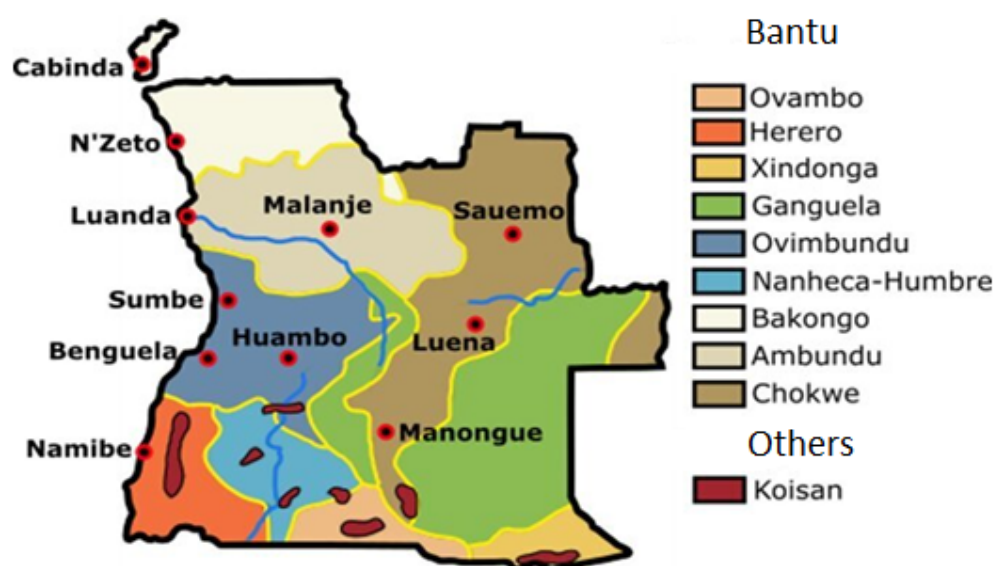 Cabinda
N'Zeto
Luanda
Malanje
Sauemo
Sumbe
Benguela
Huambo
Luena
Namibe
Manongue
Bantu
Ovambo
Herero
Xindonga
Ganguela
Ovimbundu
Nanheca-Humbre
Bakongo
Ambundu
Chokwe
Others
Koisan